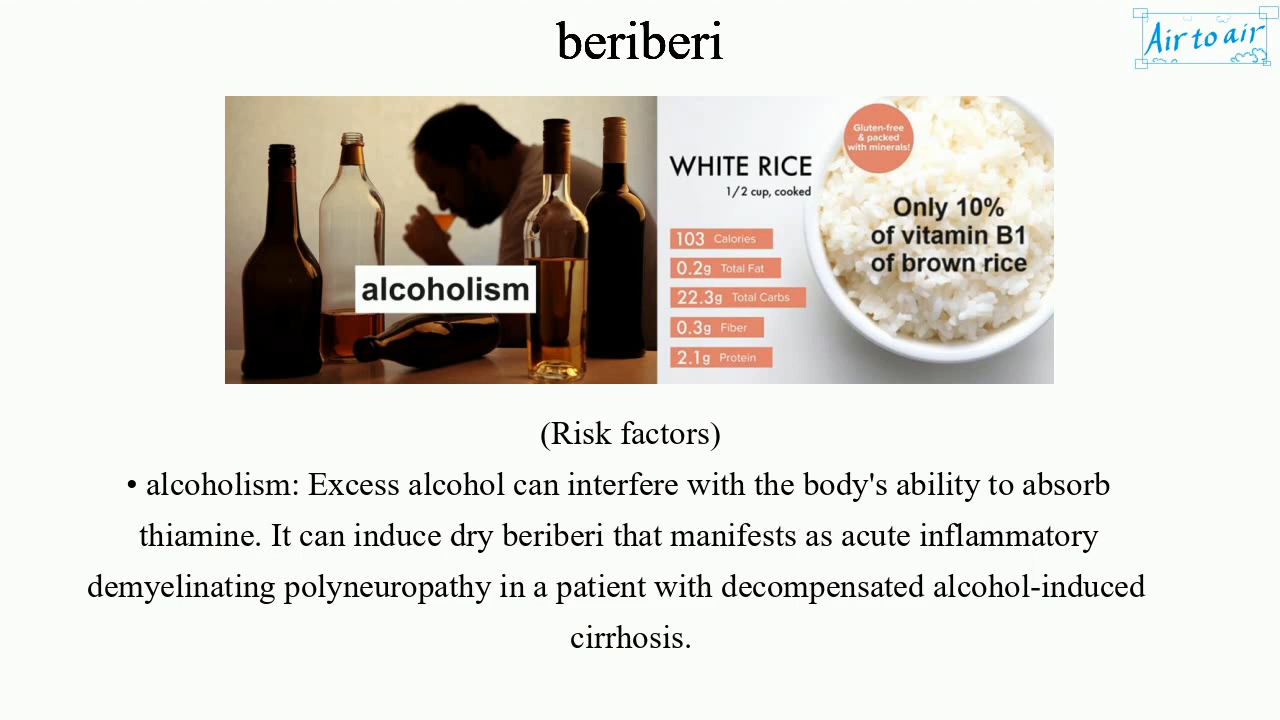 beriberi
Air to air
alcoholism
WHITE RICE
1/2 cup, cooked
103 Calories
0.2g Total Fat
22.3g Total Carbs
0.3g Fiber
2.1g Protein
Gluten-free
& packed
with minerals!
Only 10%
of vitamin B1
of brown rice
(Risk factors)
• alcoholism: Excess alcohol can interfere with the body's ability to absorb
thiamine. It can induce dry beriberi that manifests as acute inflammatory
demyelinating polyneuropathy in a patient with decompensated alcohol-induced
cirrhosis.